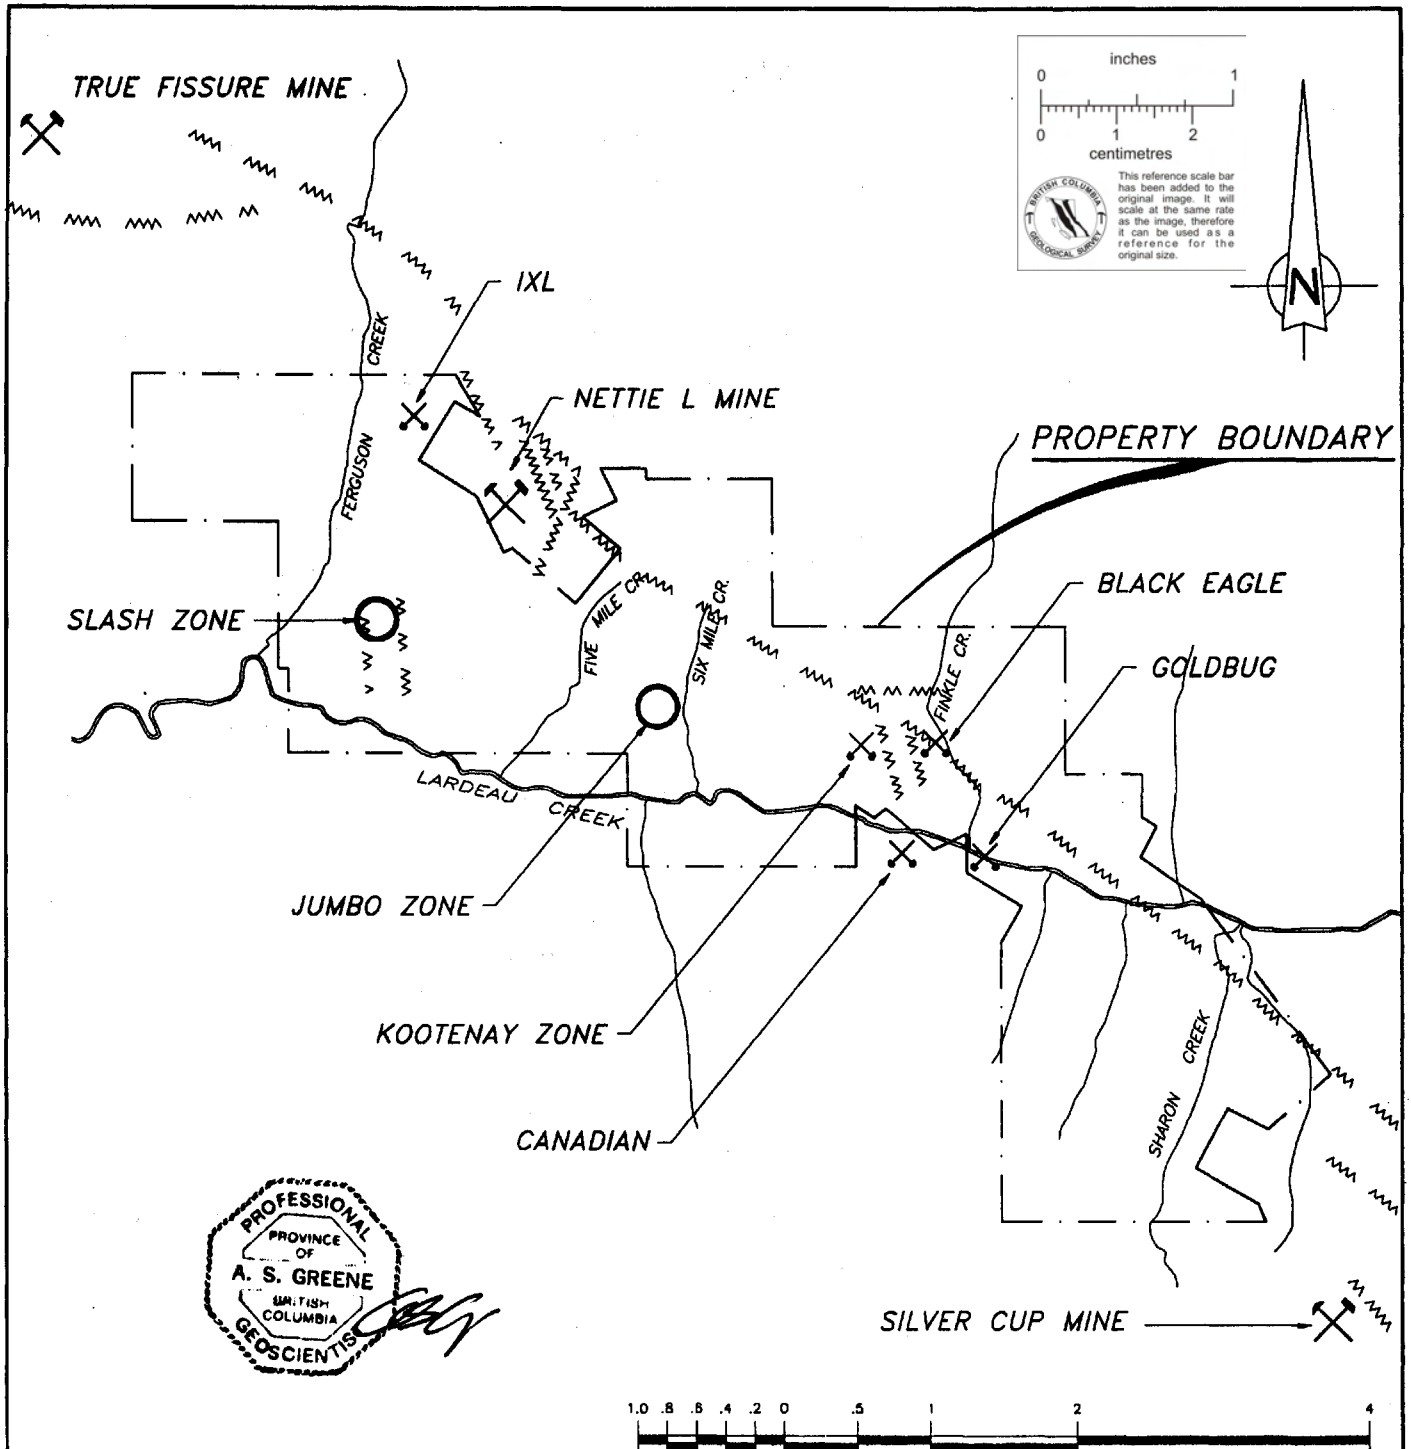 TRUE FISSURE MINE
inches
0 1
0 1 2
centimetres
This reference scale bar
has been added to the
original image. It will
scale at the same rate
as the image, therefore
it can be used as a
reference for the
original size.
BRITISH COLUMBIA
GEOLOGICAL SURVEY
N
IXL
FERGUSON CREEK
NETTIE L MINE
PROPERTY BOUNDARY
BLACK EAGLE
SLASH ZONE
FIVE MILE CR.
SIX MILE CR.
FINKLE CR.
GOLDBUG
LARDEAU CREEK
JUMBO ZONE
KOOTENAY ZONE
CANADIAN
SHARON CREEK
PROFESSIONAL
PROVINCE
OF
A. S. GREENE
BRITISH
COLUMBIA
GEOSCIENTIST
SILVER CUP MINE
1.0 .8 .6 .4 .2 0 .5 1 2 4